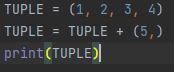 TUPLE = (1, 2, 3, 4)
TUPLE = TUPLE + (5,)
print(TUPLE)